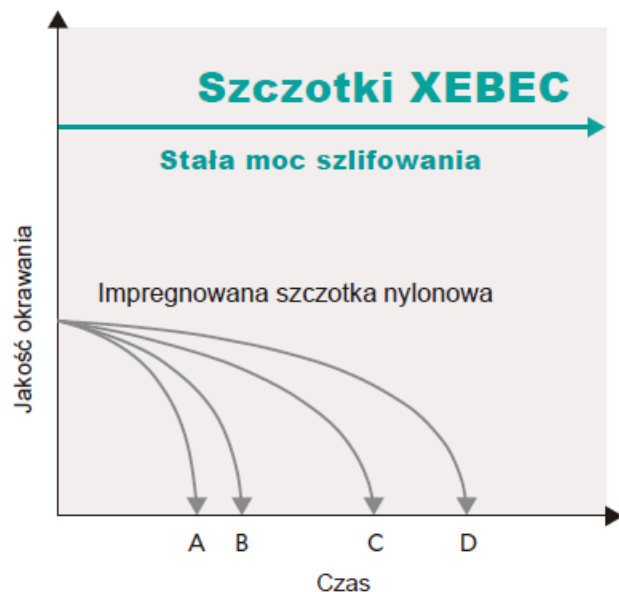 Szczotki XEBEC
Stała moc szlifowania
Impregnowana szczotka nylonowa
Jakość okrawania
A B C D
Czas